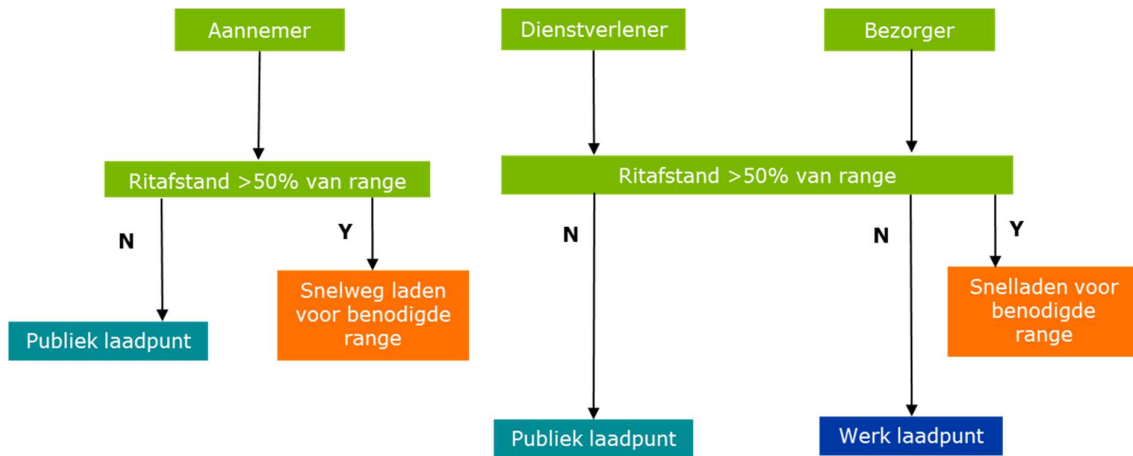 Aannemer
Dienstverlener
Bezorger
Ritafstand >50% van range
Ritafstand >50% van range
N
Y
N
N
Y
Snelweg laden
voor benodigde
range
Snelladen voor
benodigde
range
Publiek laadpunt
Publiek laadpunt
Werk laadpunt